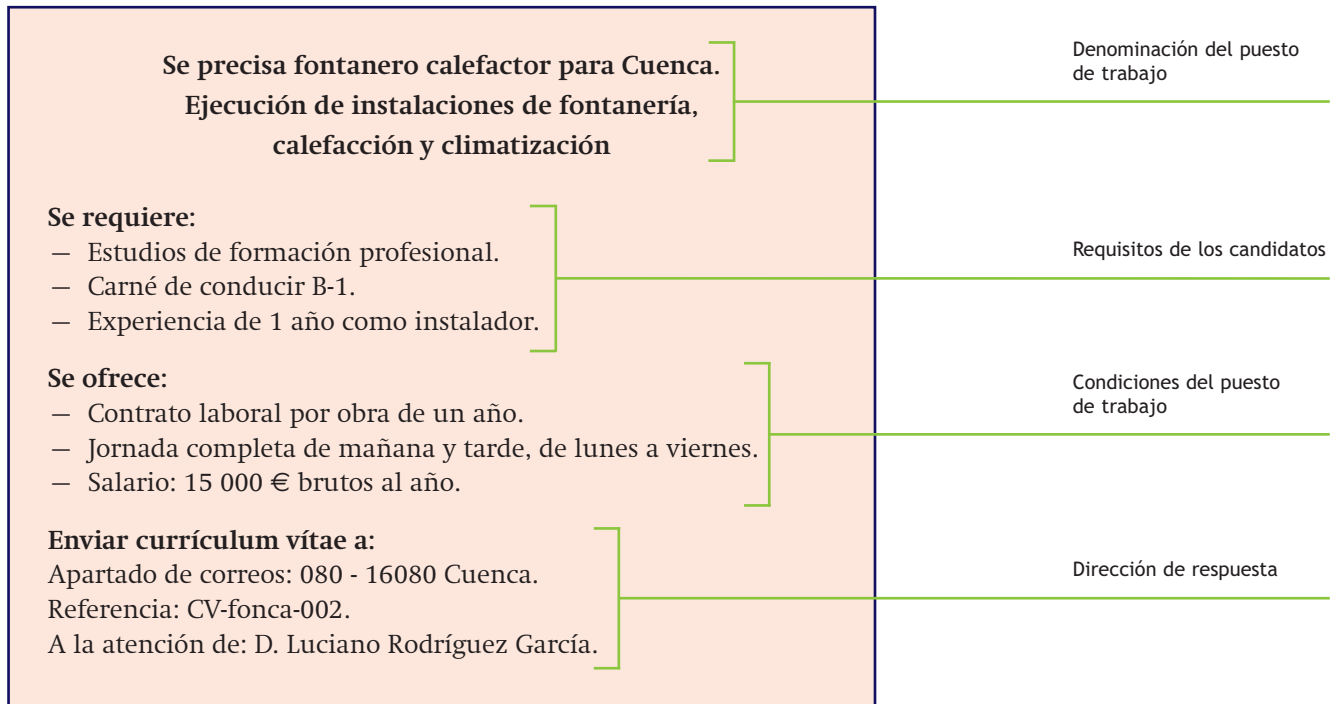 Se precisa fontanero calefactor para Cuenca.
Ejecución de instalaciones de fontanería,
calefacción y climatización
Denominación del puesto
de trabajo
Se requiere:
— Estudios de formación profesional.
— Carné de conducir B-1.
— Experiencia de 1 año como instalador.
Requisitos de los candidatos
Se ofrece:
— Contrato laboral por obra de un año.
— Jornada completa de mañana y tarde, de lunes a viernes.
— Salario: 15 000 € brutos al año.
Condiciones del puesto
de trabajo
Enviar currículum vítae a:
Apartado de correos: 080 - 16080 Cuenca.
Referencia: CV-fonca-002.
A la atención de: D. Luciano Rodríguez García.
Dirección de respuesta